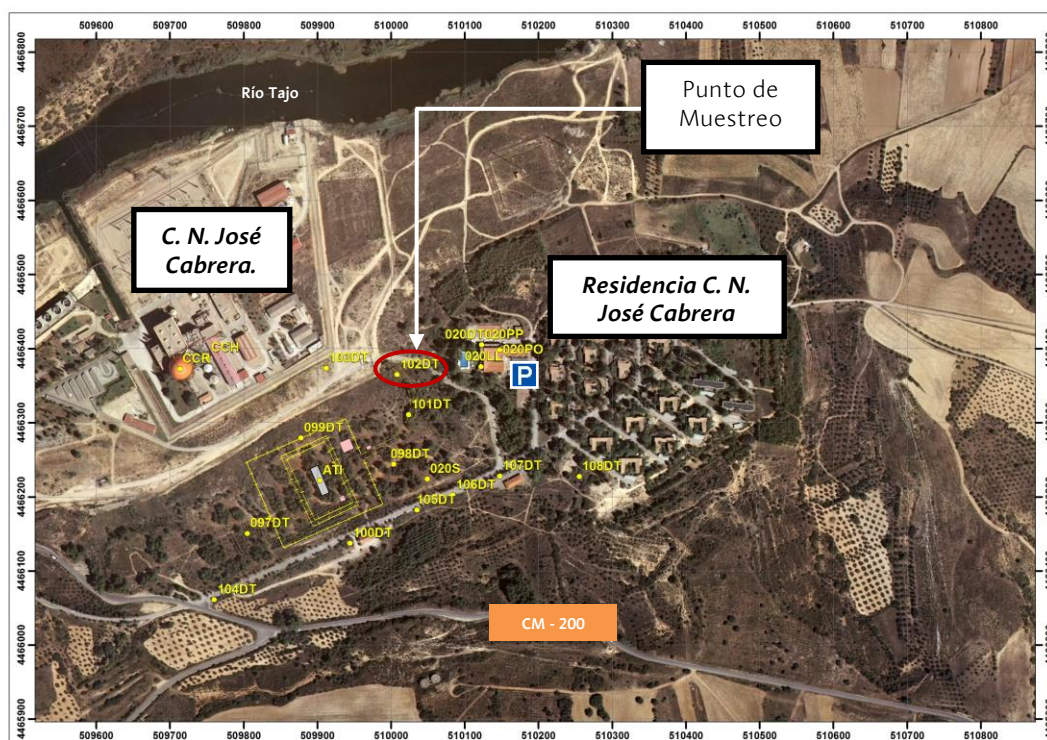 509600 509700 509800 509900 510000 510100 510200 510300 510400 510500 510600 510700 510800
4466800
4466700
4466600
4466500
4466400
4466300
4466200
4466100
4466000
4465900
Río Tajo
Punto de
Muestreo
C. N. José
Cabrera.
Residencia C. N.
José Cabrera
020DT020PP
020PO
020LL
CCH
CCR
103DT
102DT
P
101DT
099DT
098DT
ATI
020S
107DT
108DT
106DT
105DT
097DT
100DT
104DT
CM - 200
509600 509700 509800 509900 510000 510100 510200 510300 510400 510500 510600 510700 510800